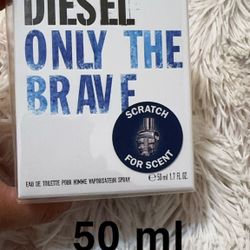 DIESEL
ONLY THE
BRAVE
SCRATCH
FOR SCENT
EAU DE TOILETTE POUR HOMME VAPORISATEUR SPRAY
e 50 ml 1.7 FL. OZ.
50 ml